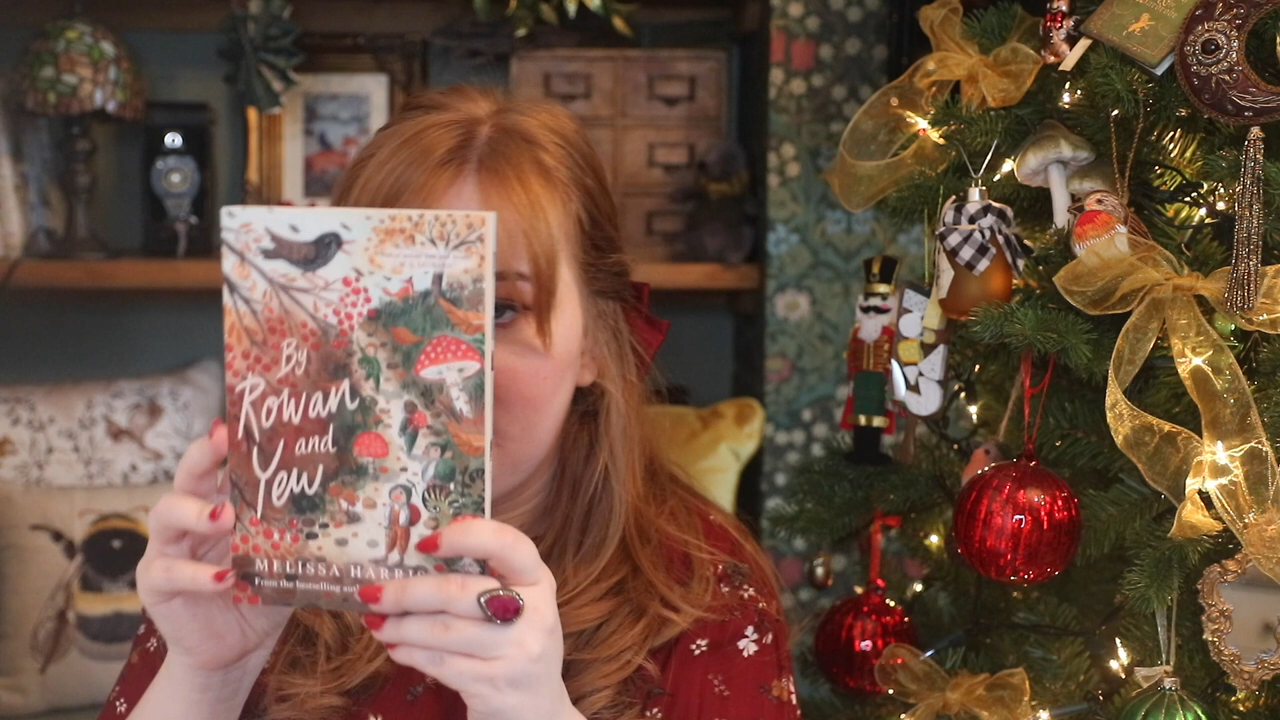 By
Rowan
and
Yew
MELISSA HARRIS
From the bestselling